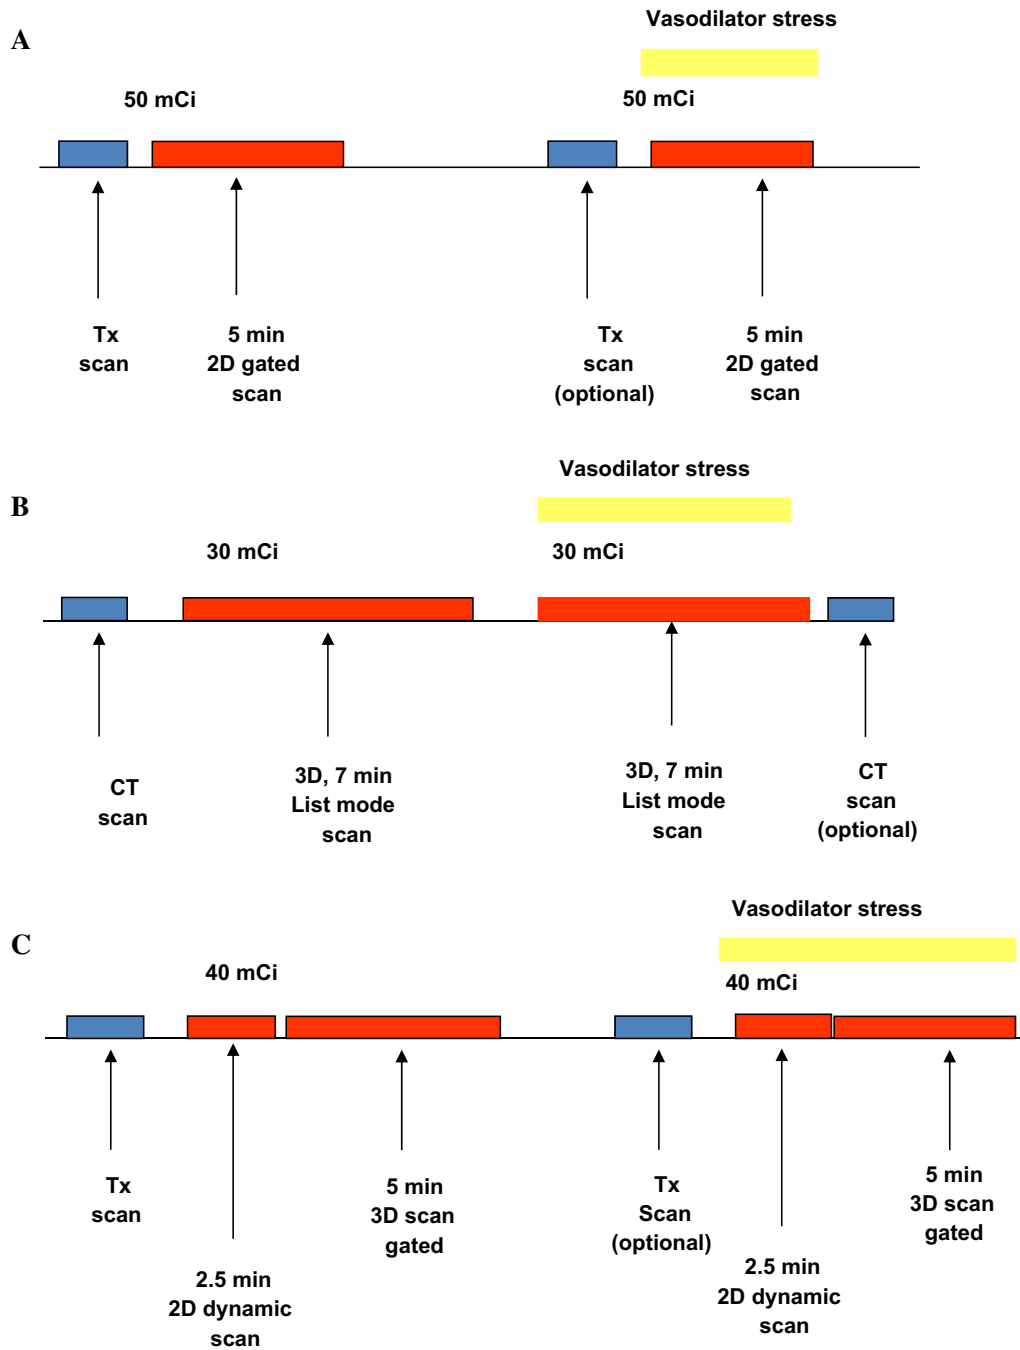 A
Vasodilator stress
50 mCi
50 mCi
Tx
scan
5 min
2D gated
scan
Tx
scan
(optional)
5 min
2D gated
scan
B
Vasodilator stress
30 mCi
30 mCi
CT
scan
3D, 7 min
List mode
scan
3D, 7 min
List mode
scan
CT
scan
(optional)
C
Vasodilator stress
40 mCi
40 mCi
Tx
scan
2.5 min
2D dynamic
scan
5 min
3D scan
gated
Tx
Scan
(optional)
2.5 min
2D dynamic
scan
5 min
3D scan
gated